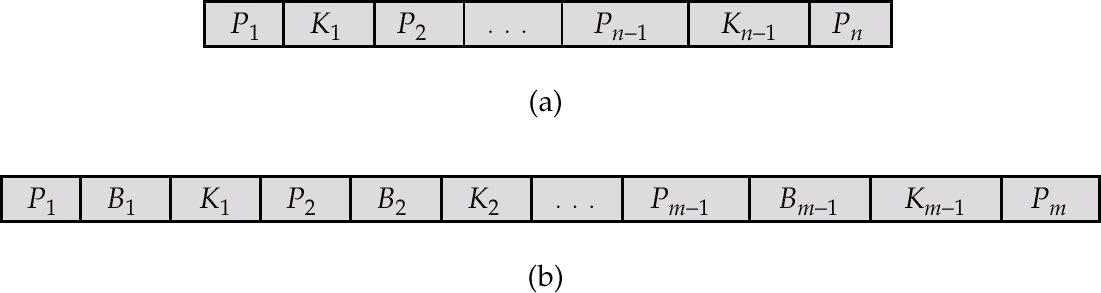 P₁ K₁ P₂ . . . Pₙ₋₁ Kₙ₋₁ Pₙ
(a)
P₁ B₁ K₁ P₂ B₂ K₂ . . . Pₘ₋₁ Bₘ₋₁ Kₘ₋₁ Pₘ
(b)